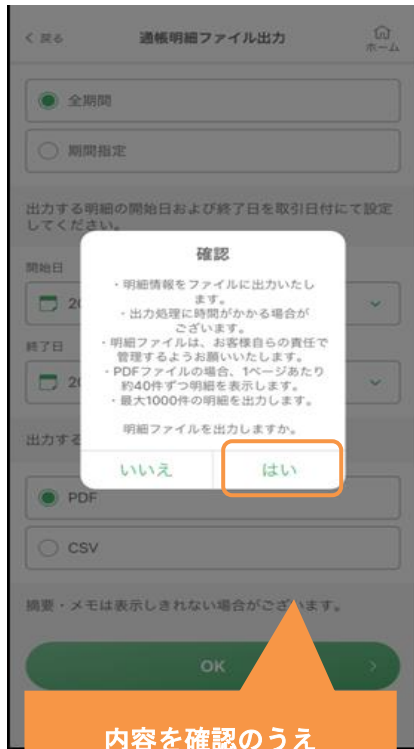 < 戻る 通帳明細ファイル出力 ホーム
全期間
期間指定
出力する明細の開始日および終了日を取引日付にて設定
してください。
確認
開始日
・明細情報をファイルに出力いたし
ます。
・出力処理に時間がかかる場合が
ございます。
20
終了日
・明細ファイルは、お客様自らの責任で
管理するようお願いいたします。
・PDFファイルの場合、1ページあたり
約40件ずつ明細を表示します。
20
・最大1000件の明細を出力します。
明細ファイルを出力しますか。
出力する
いいえ はい
PDF
CSV
摘要・メモは表示しきれない場合がございます。
OK
内容を確認のうえ